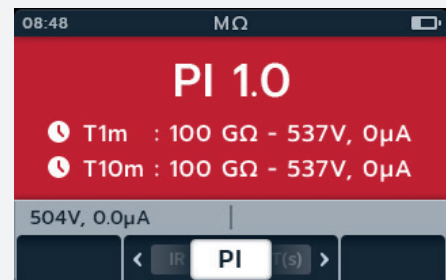 08:48 MΩ
PI 1.0
T1m : 100 GΩ - 537V, 0µA
T10m : 100 GΩ - 537V, 0µA
504V, 0.0µA
< IR PI T(s) >